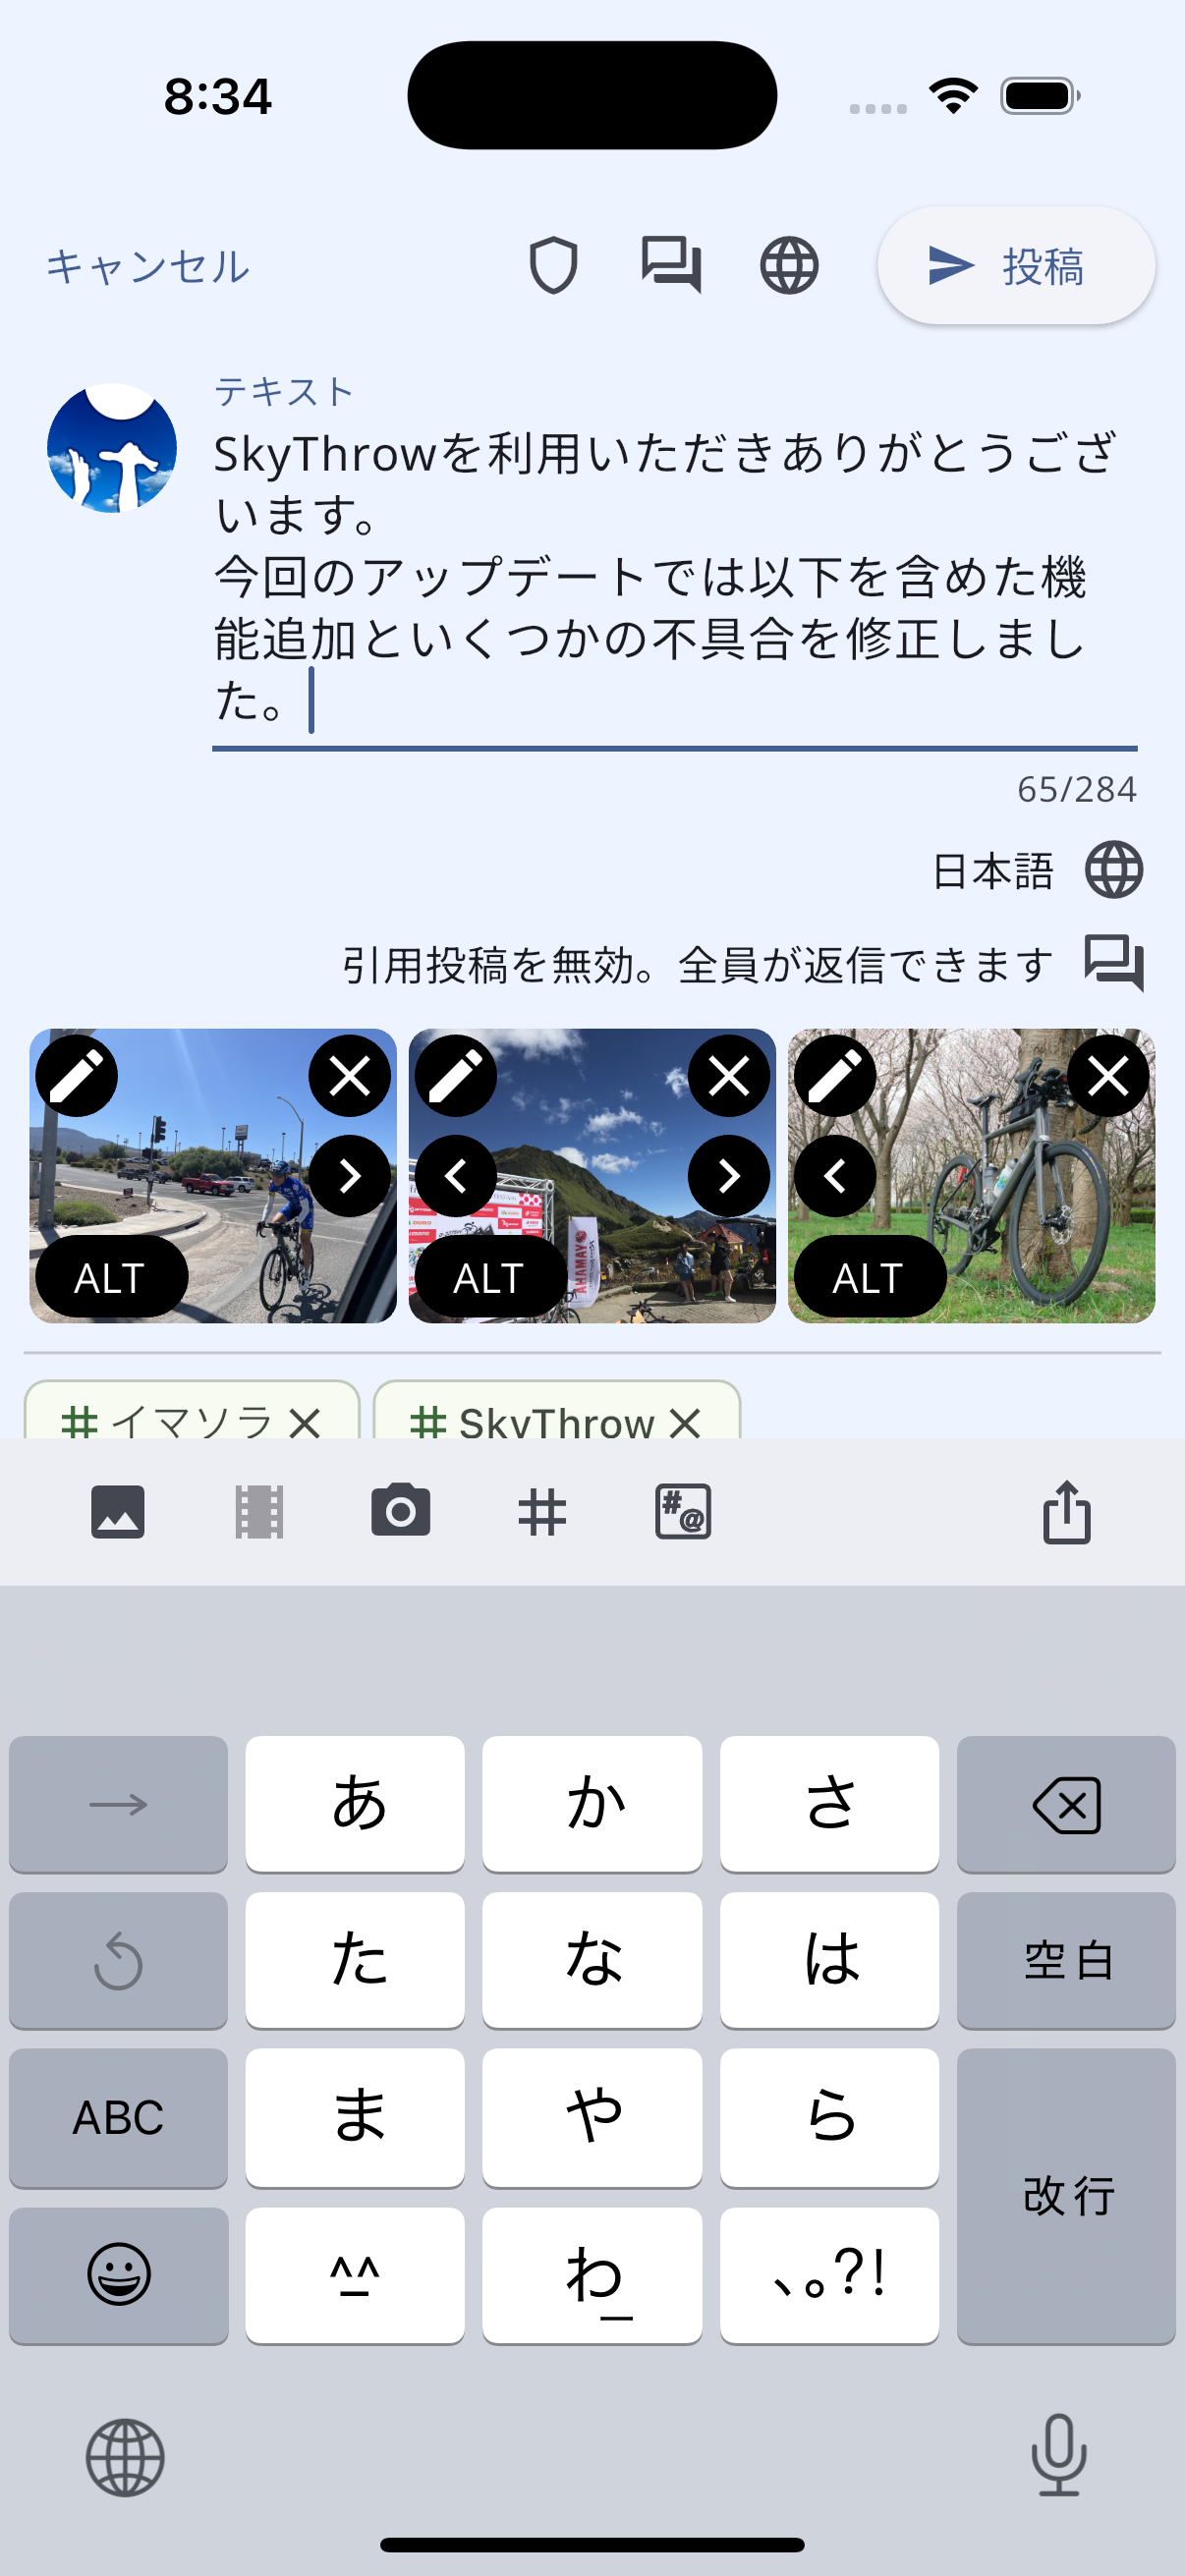 8:34
キャンセル
投稿
テキスト
SkyThrowを利用いただきありがとうござ
います。
今回のアップデートでは以下を含めた機
能追加といくつかの不具合を修正しまし
た。
65/284
日本語
引用投稿を無効。全員が返信できます
FESTIVAL
ALT
ALT
ALT
# イマソラ
# SkyThrow
#@
→
あ
か
さ
た
な
は
空白
ABC
ま
や
ら
改行
^_^
わ_
、。?!